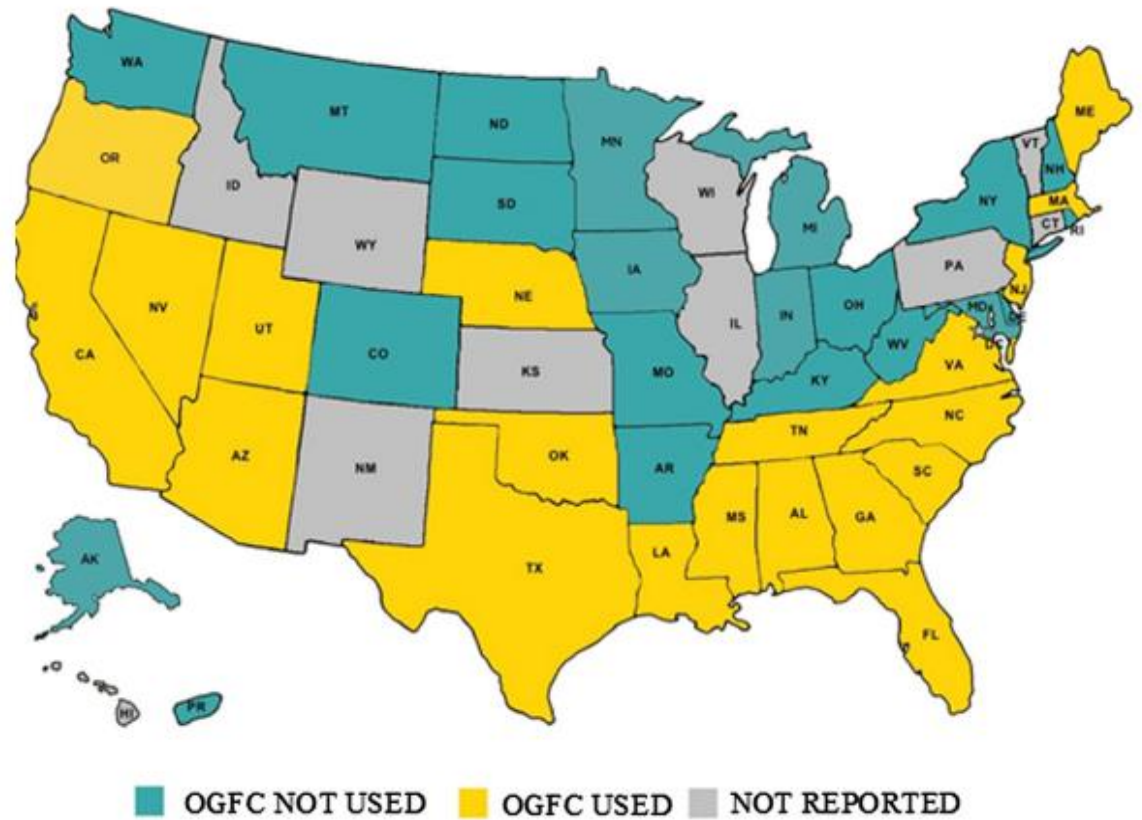 WA
MT
ND
MN
ME
OR
ID
SD
WI
VT
NH
NY
MA
CT
RI
MI
WY
IA
PA
NJ
NV
UT
NE
IL
IN
OH
MD
DE
DC
CA
CO
KS
MO
WV
VA
KY
AZ
NM
OK
AR
TN
NC
SC
MS
AL
GA
LA
TX
AK
FL
HI
PR
OGFC NOT USED OGFC USED NOT REPORTED